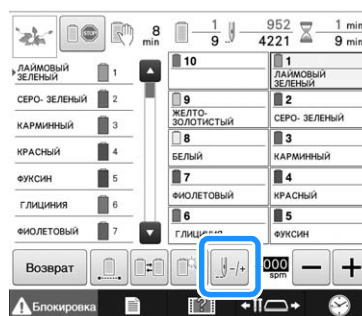 8 min
1 9
952 4221
1 min 9 min
ЛАЙМОВЫЙ ЗЕЛЕНЫЙ 1
СЕРО- ЗЕЛЕНЫЙ 2
КАРМИННЫЙ 3
КРАСНЫЙ 4
ФУКСИН 5
ГЛИЦИНИЯ 6
ФИОЛЕТОВЫЙ 7
10
9
ЖЕЛТО-
ЗОЛОТИСТЫЙ
8
БЕЛЫЙ
7
ФИОЛЕТОВЫЙ
6
ГЛИЦИНИЯ
1
ЛАЙМОВЫЙ
ЗЕЛЕНЫЙ
2
СЕРО- ЗЕЛЕНЫЙ
3
КАРМИННЫЙ
4
КРАСНЫЙ
5
ФУКСИН
Возврат
-/+
000
spm
− +
Блокировка
?